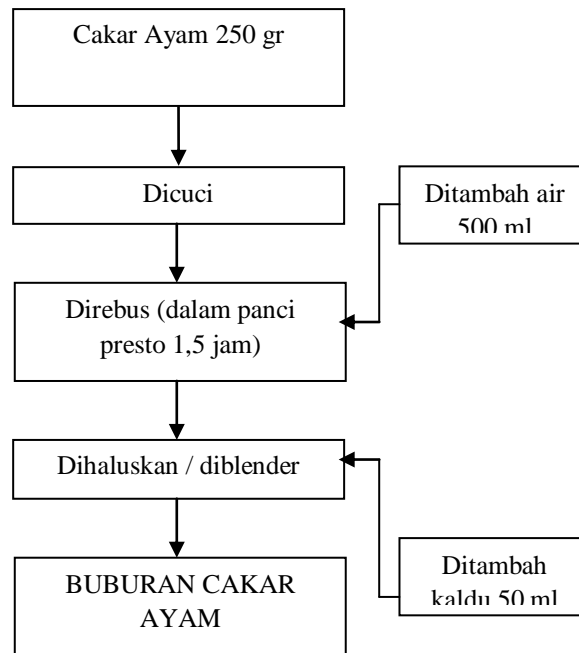 Cakar Ayam 250 gr
Dicuci
Ditambah air
500 ml
Direbus (dalam panci
presto 1,5 jam)
Dihaluskan / diblender
BUBURAN CAKAR
AYAM
Ditambah
kaldu 50 ml